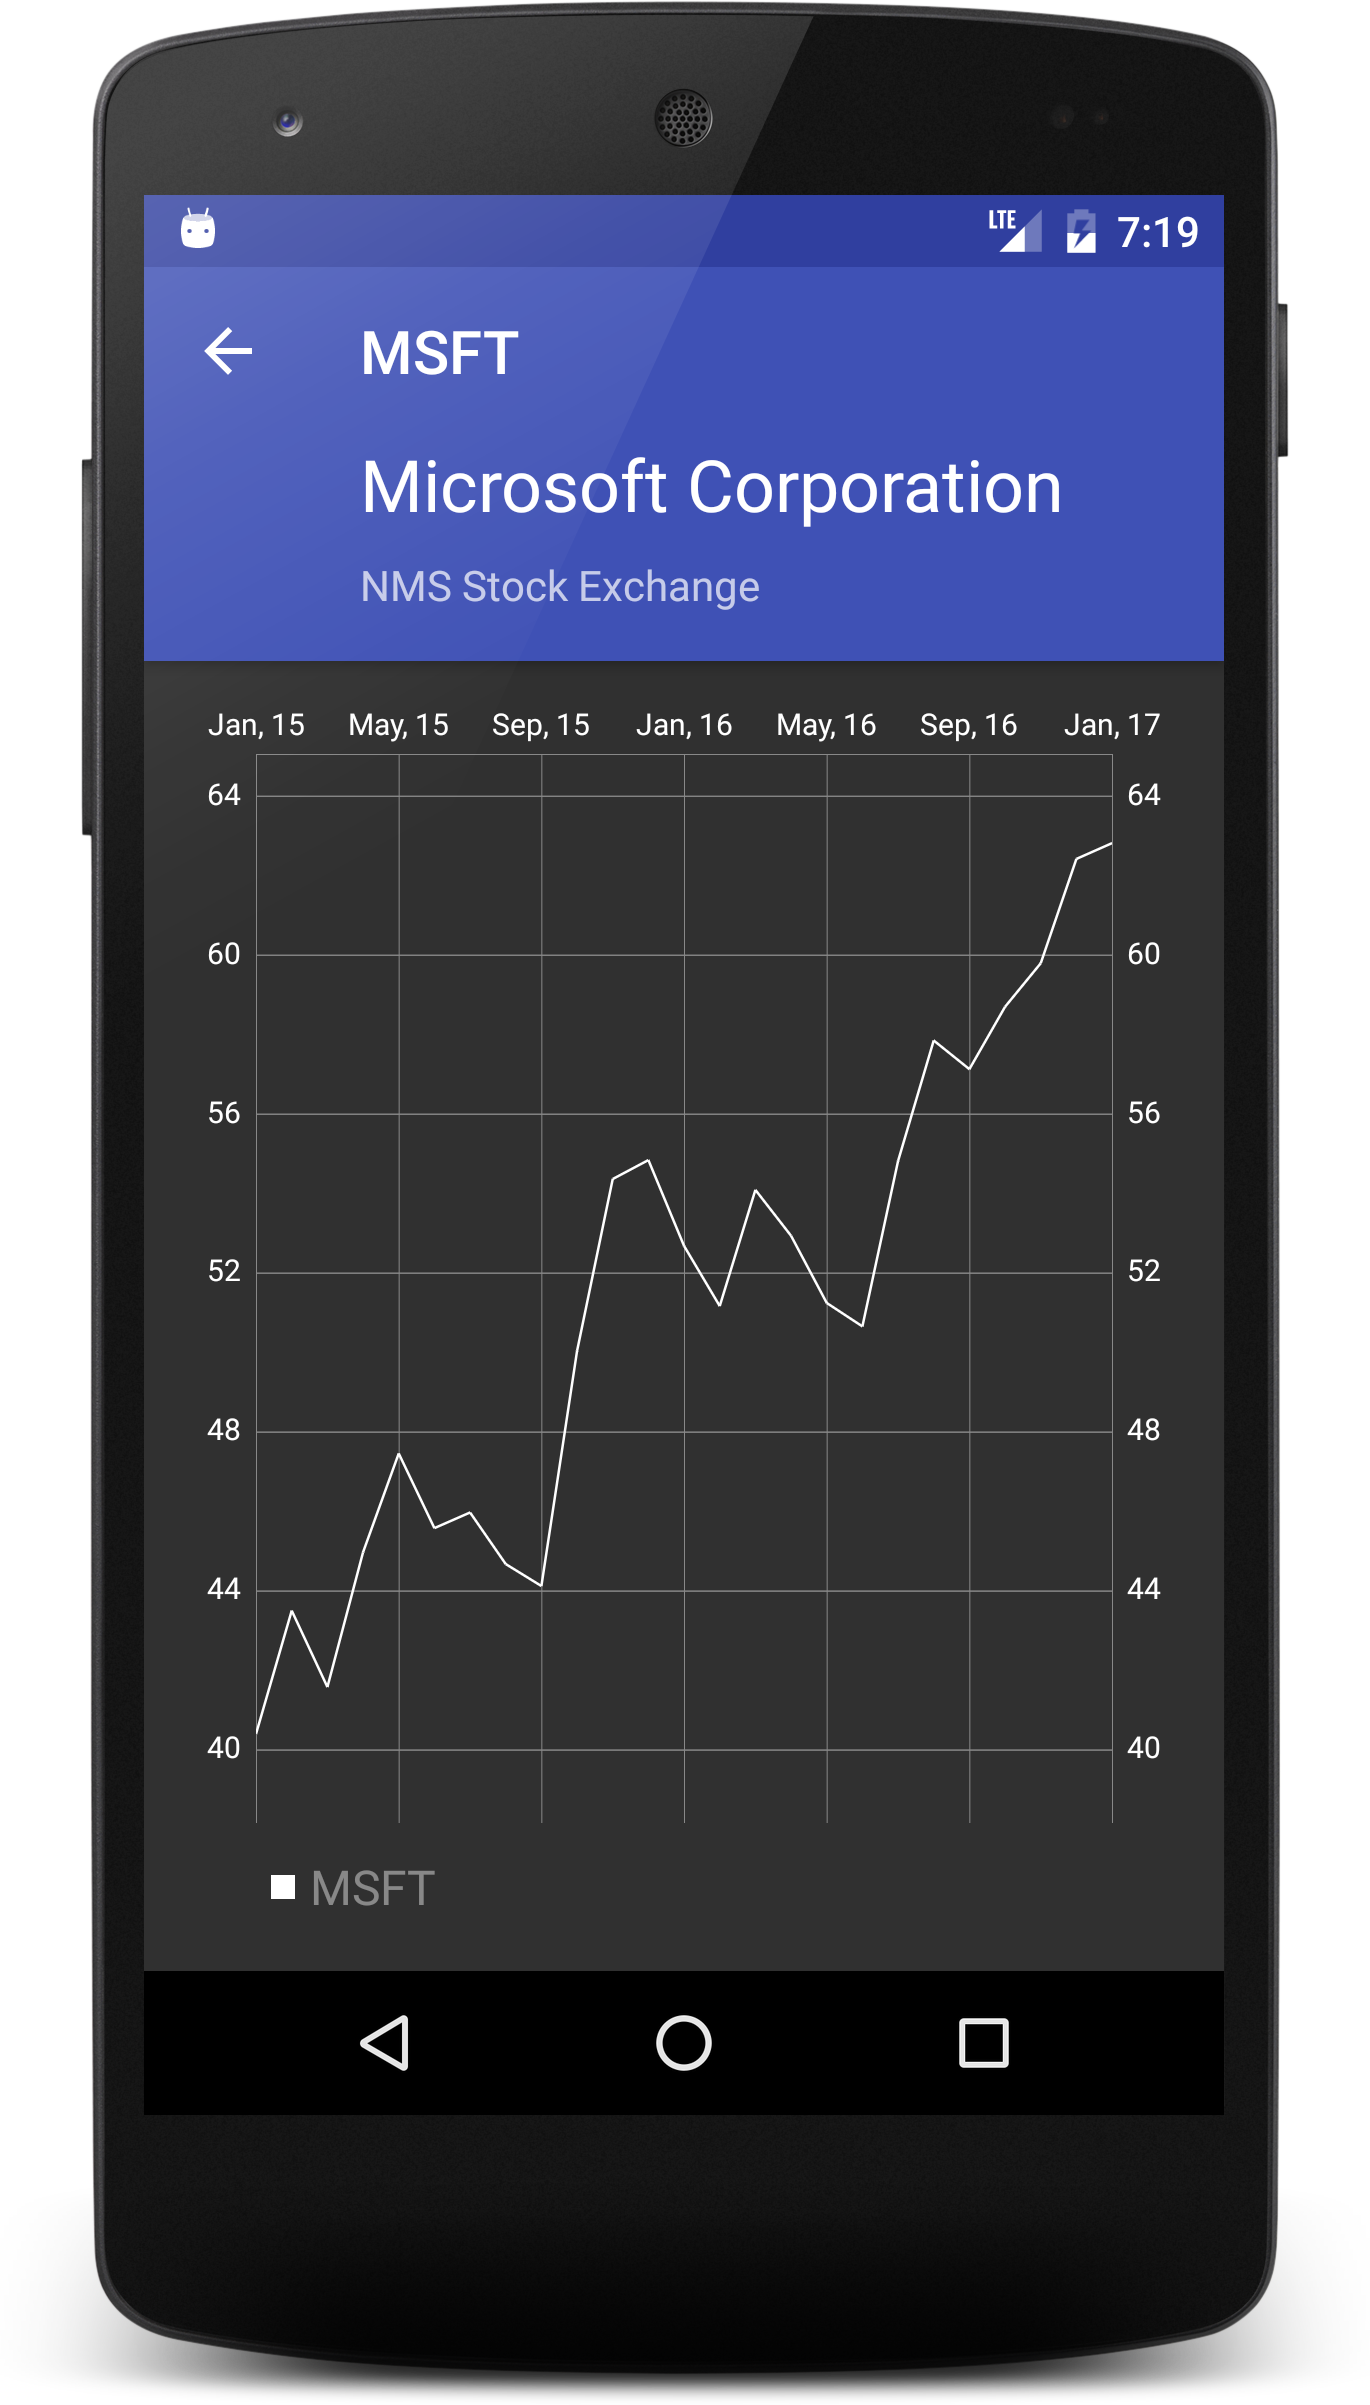 LTE 7:19
MSFT
Microsoft Corporation
NMS Stock Exchange
Jan, 15 May, 15 Sep, 15 Jan, 16 May, 16 Sep, 16 Jan, 17
64 64
60 60
56 56
52 52
48 48
44 44
40 40
MSFT